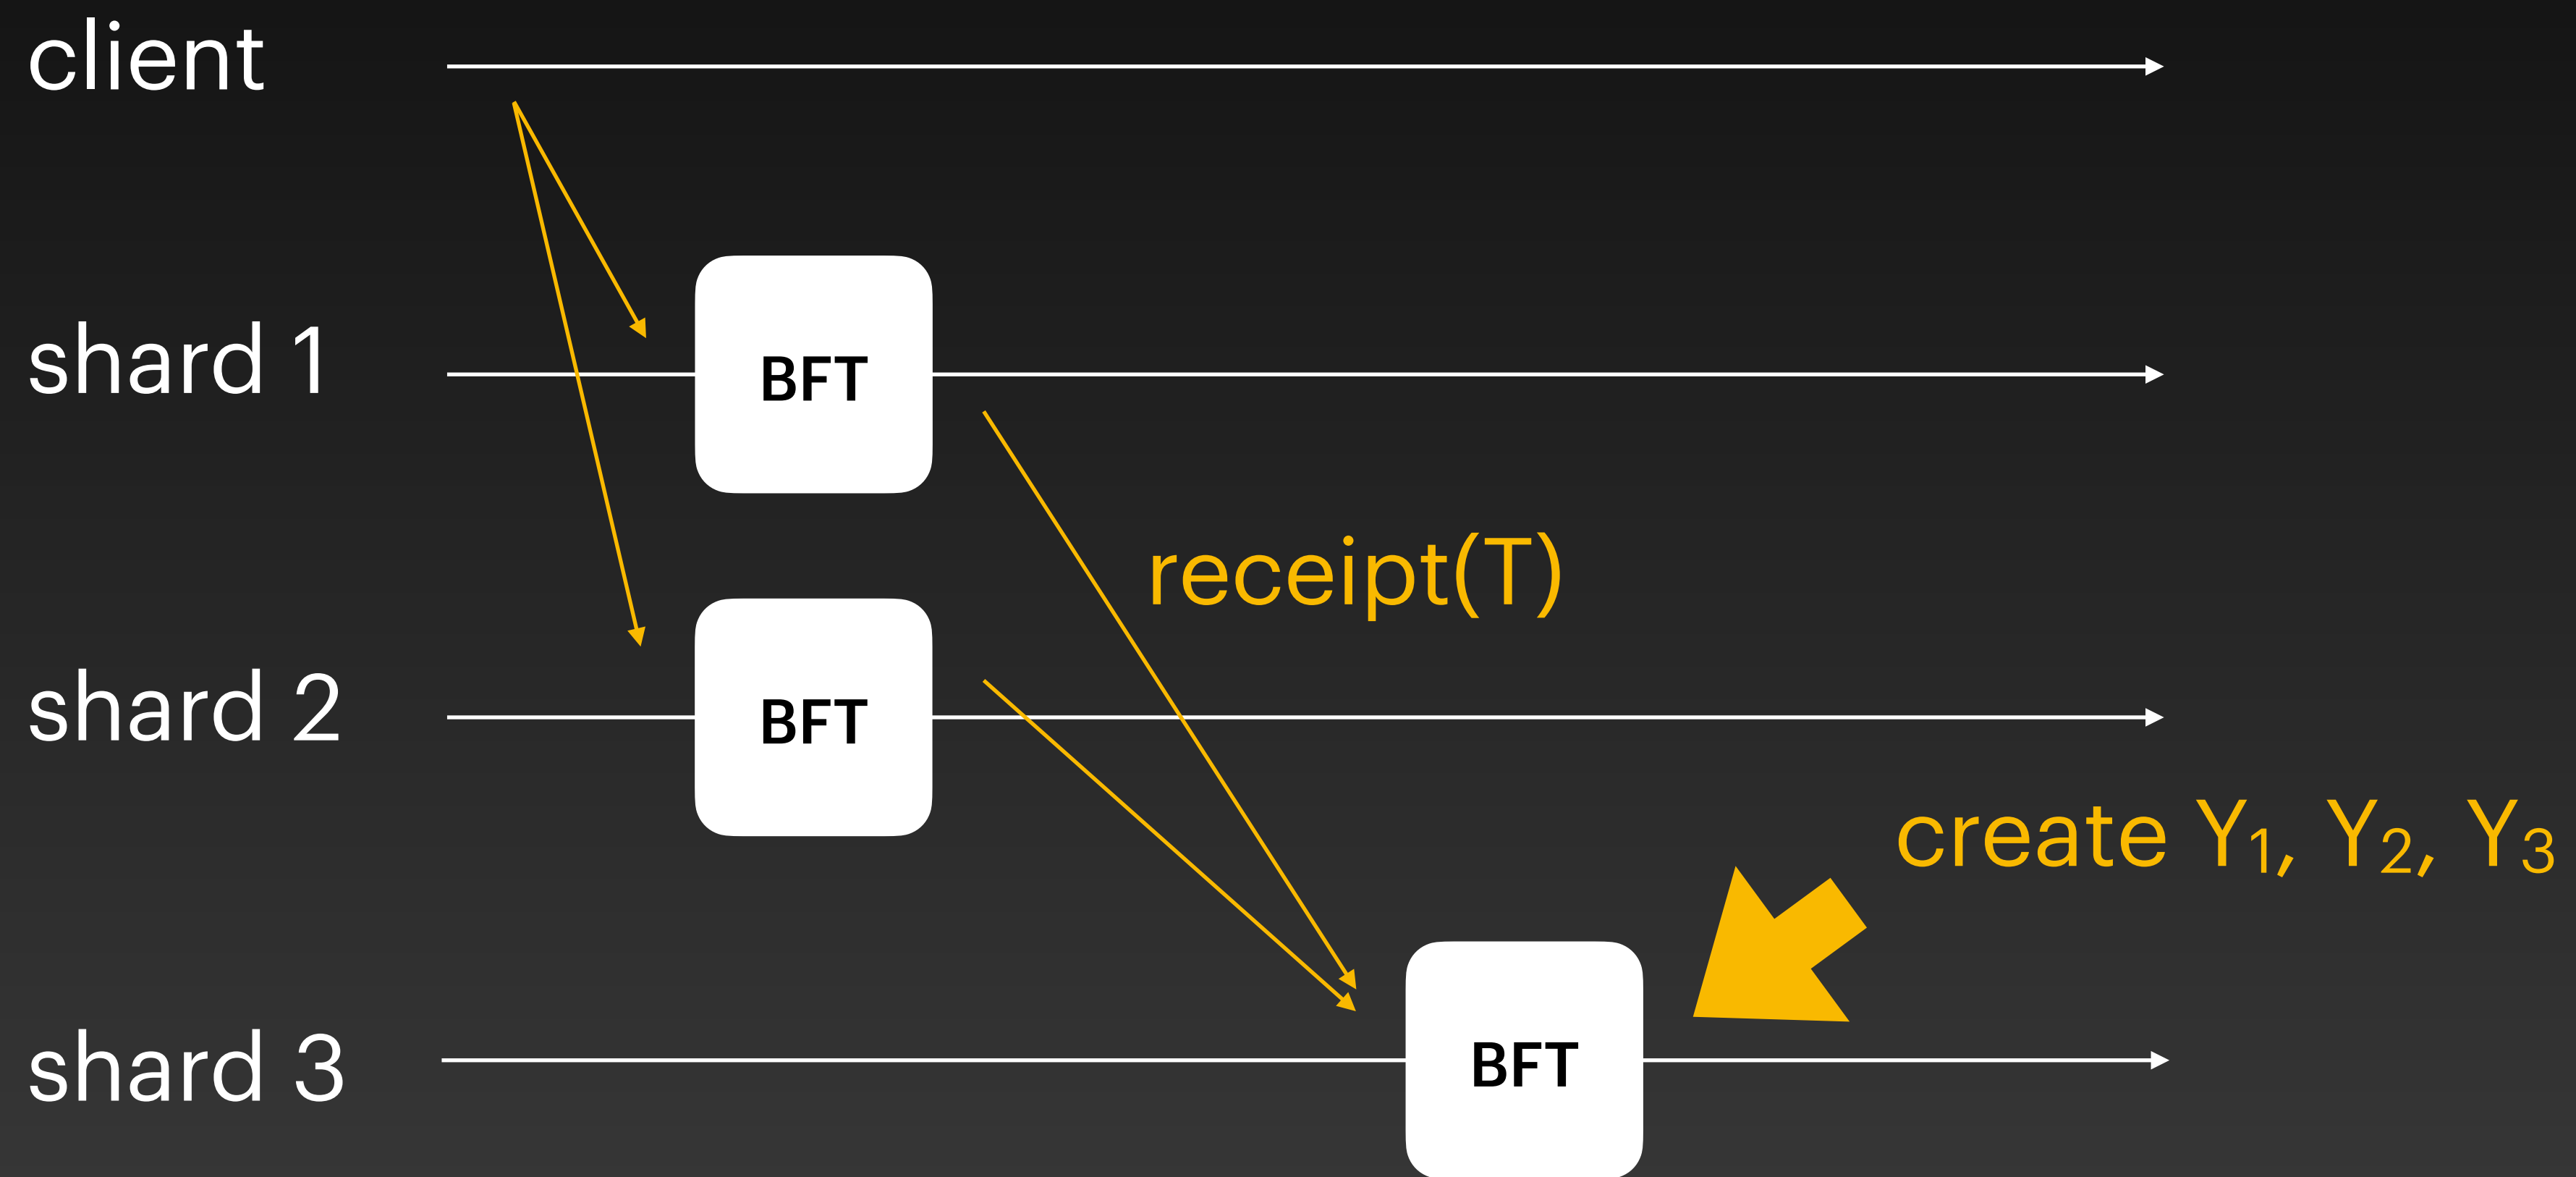 client
shard 1
BFT
receipt(T)
shard 2
BFT
create Y₁, Y₂, Y₃
shard 3
BFT